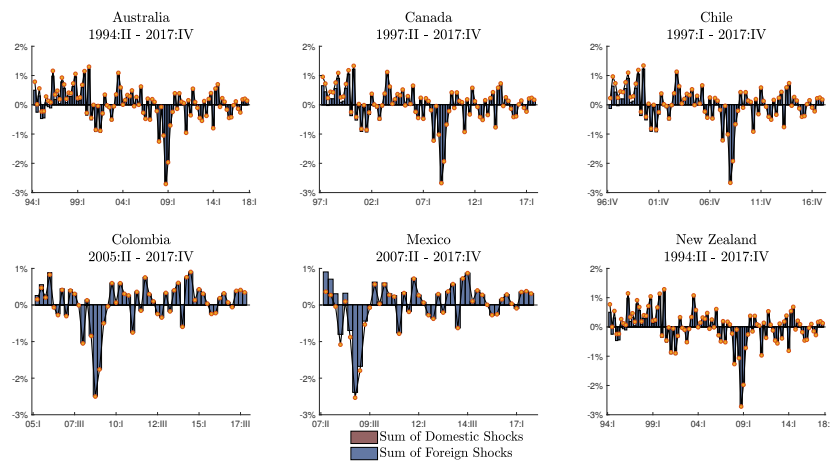 Australia
1994:II - 2017:IV
2%
1%
0%
-1%
-2%
-3%
94:I 99:I 04:I 09:I 14:I 18:I
Canada
1997:II - 2017:IV
2%
1%
0%
-1%
-2%
-3%
97:I 02:I 07:I 12:I 17:I
Chile
1997:I - 2017:IV
2%
1%
0%
-1%
-2%
-3%
96:IV 01:IV 06:IV 11:IV 16:IV
Colombia
2005:II - 2017:IV
1%
0%
-1%
-2%
-3%
05:I 07:III 10:I 12:III 15:I 17:III
Mexico
2007:II - 2017:IV
1%
0%
-1%
-2%
-3%
07:II 09:III 12:I 14:III 17:I
New Zealand
1994:II - 2017:IV
2%
1%
0%
-1%
-2%
-3%
94:I 99:I 04:I 09:I 14:I 18:
Sum of Domestic Shocks
Sum of Foreign Shocks